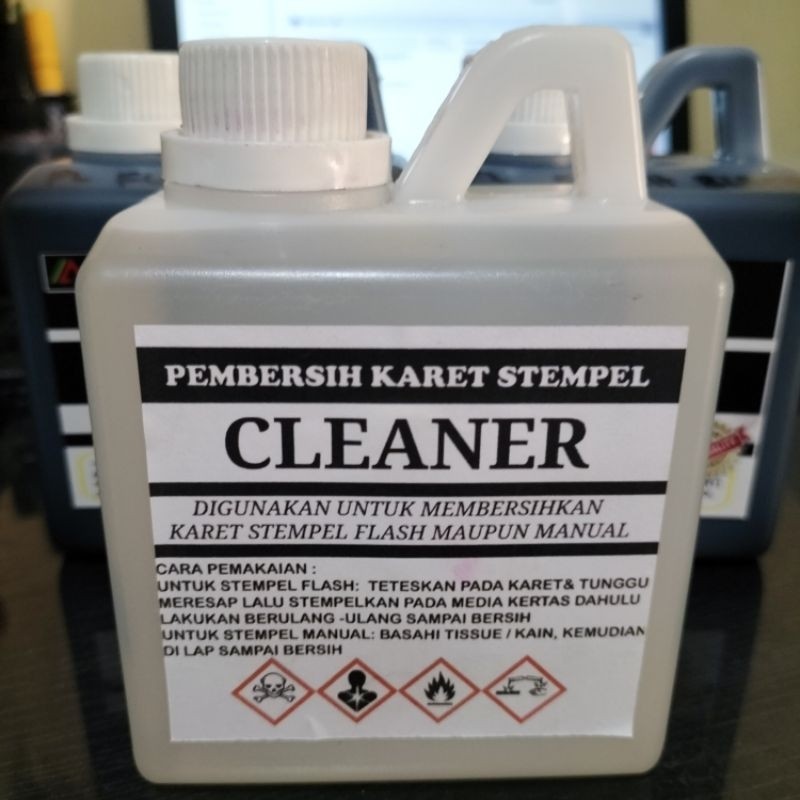 PEMBERSIH KARET STEMPEL
CLEANER
DIGUNAKAN UNTUK MEMBERSIHKAN
KARET STEMPEL FLASH MAUPUN MANUAL
CARA PEMAKAIAN :
UNTUK STEMPEL FLASH: TETESKAN PADA KARET& TUNGGU
MERESAP LALU STEMPELKAN PADA MEDIA KERTAS DAHULU
LAKUKAN BERULANG -ULANG SAMPAI BERSIH
UNTUK STEMPEL MANUAL: BASAHI TISSUE / KAIN, KEMUDIAN
DI LAP SAMPAI BERSIH